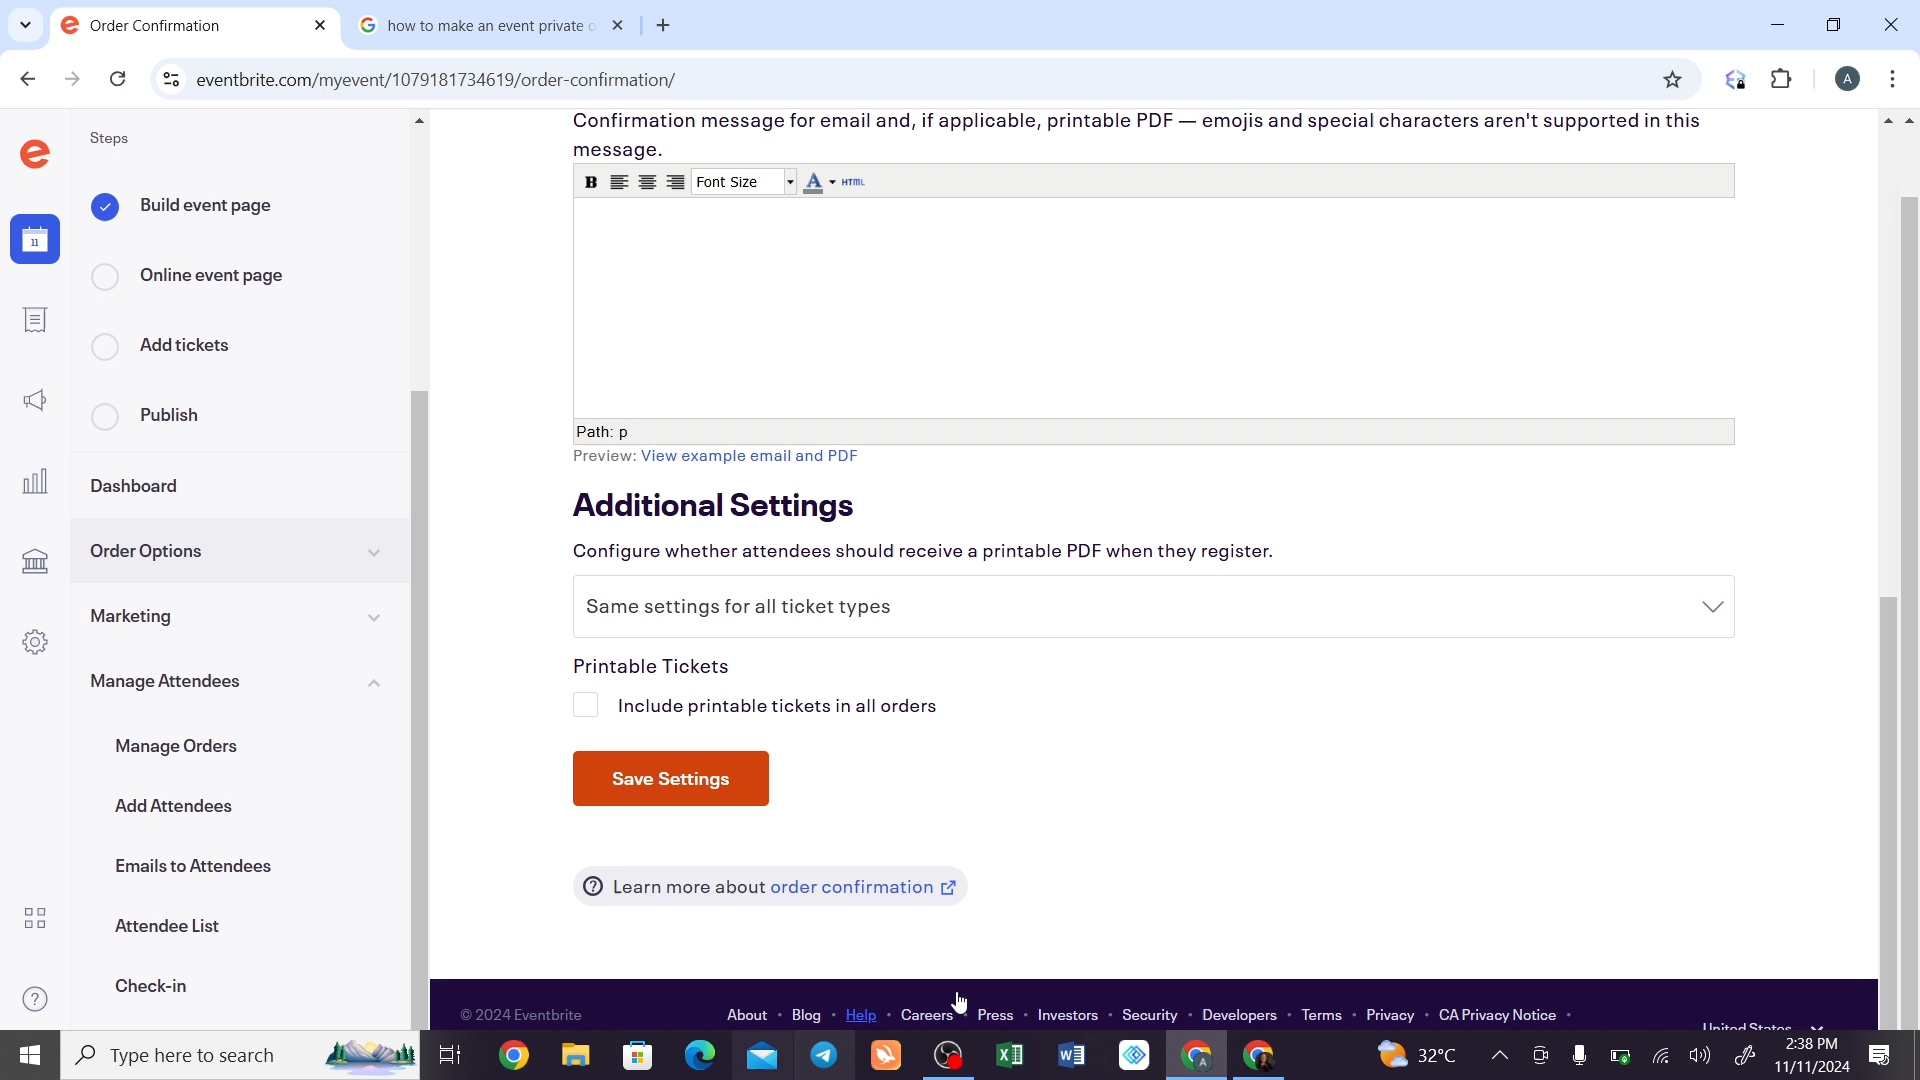 Order Confirmation
how to make an event private o
eventbrite.com/myevent/1079181734619/order-confirmation/
A
Steps
Build event page
Online event page
Add tickets
Publish
Dashboard
Order Options
Marketing
Manage Attendees
Manage Orders
Add Attendees
Emails to Attendees
Attendee List
Check-in
11
Confirmation message for email and, if applicable, printable PDF — emojis and special characters aren't supported in this
message.
B
Font Size
A
HTML
Path: p
Preview: View example email and PDF
Additional Settings
Configure whether attendees should receive a printable PDF when they register.
Same settings for all ticket types
Printable Tickets
Include printable tickets in all orders
Save Settings
Learn more about order confirmation
© 2024 Eventbrite
About • Blog • Help • Careers • Press • Investors • Security • Developers • Terms • Privacy • CA Privacy Notice •
United States
Type here to search
32°C
2:38 PM
11/11/2024